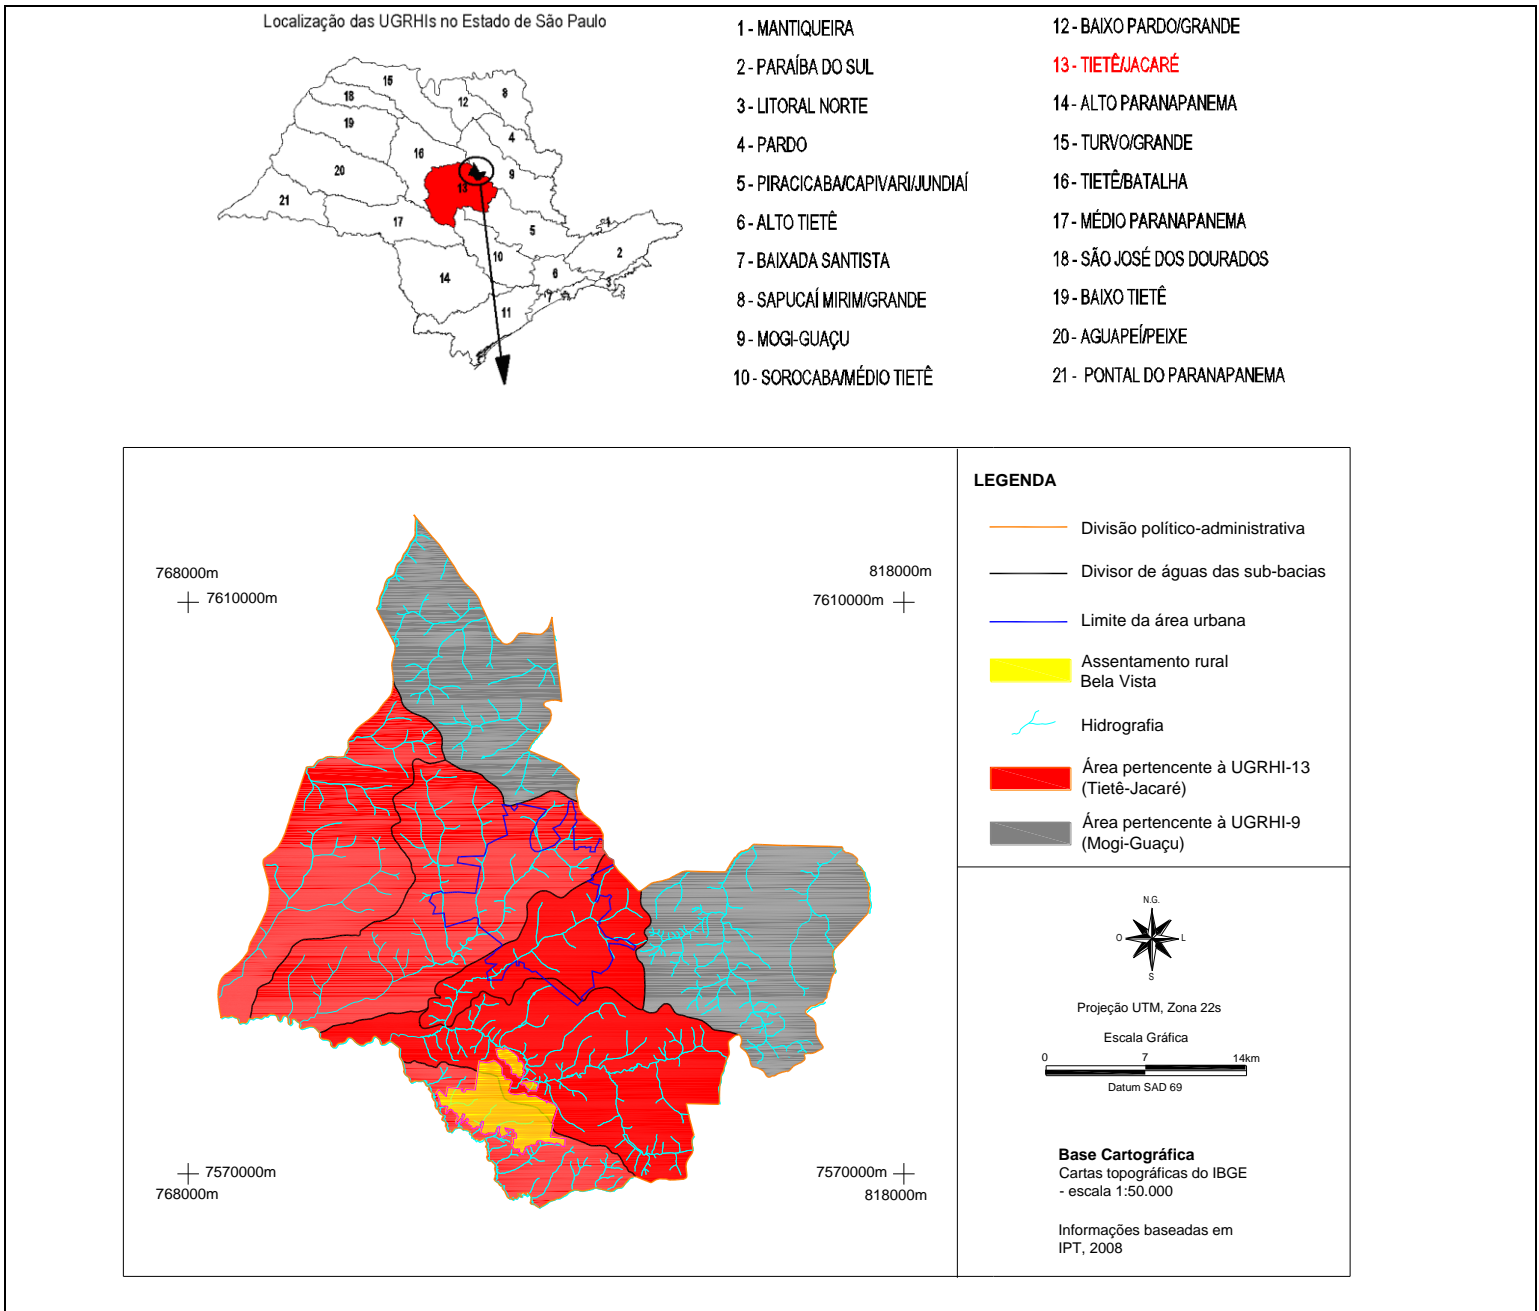 Localização das UGRHIs no Estado de São Paulo
15
18
12
8
19
4
16
20
9
13
21
17
5
1
2
10
14
6
3
7
11
1 - MANTIQUEIRA
2 - PARAÍBA DO SUL
3 - LITORAL NORTE
4 - PARDO
5 - PIRACICABA/CAPIVARI/JUNDIAÍ
6 - ALTO TIETÊ
7 - BAIXADA SANTISTA
8 - SAPUCAÍ MIRIM/GRANDE
9 - MOGI-GUAÇU
10 - SOROCABA/MÉDIO TIETÊ
12 - BAIXO PARDO/GRANDE
13 - TIETÊ/JACARÉ
14 - ALTO PARANAPANEMA
15 - TURVO/GRANDE
16 - TIETÊ/BATALHA
17 - MÉDIO PARANAPANEMA
18 - SÃO JOSÉ DOS DOURADOS
19 - BAIXO TIETÊ
20 - AGUAPEÍ/PEIXE
21 - PONTAL DO PARANAPANEMA
768000m
7610000m
818000m
7610000m
7570000m
768000m
7570000m
818000m
LEGENDA
Divisão político-administrativa
Divisor de águas das sub-bacias
Limite da área urbana
Assentamento rural
Bela Vista
Hidrografia
Área pertencente à UGRHI-13
(Tietê-Jacaré)
Área pertencente à UGRHI-9
(Mogi-Guaçu)
N.G.
O
L
S
Projeção UTM, Zona 22s
Escala Gráfica
0 7 14km
Datum SAD 69
Base Cartográfica
Cartas topográficas do IBGE
- escala 1:50.000
Informações baseadas em
IPT, 2008